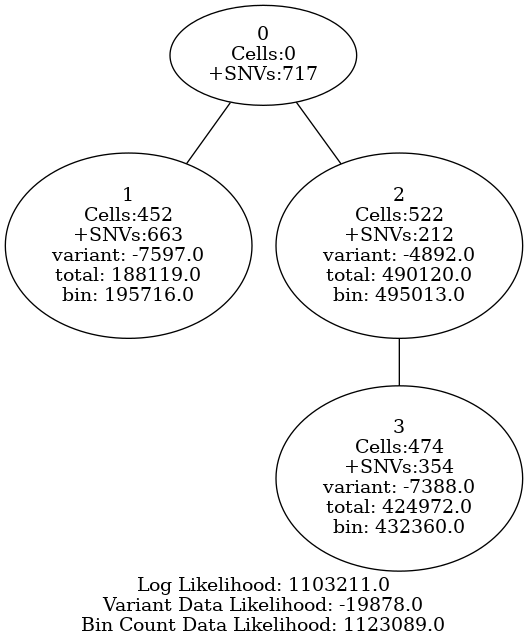 0
Cells:0
+SNVs:717
1
Cells:452
+SNVs:663
variant: -7597.0
total: 188119.0
bin: 195716.0
2
Cells:522
+SNVs:212
variant: -4892.0
total: 490120.0
bin: 495013.0
3
Cells:474
+SNVs:354
variant: -7388.0
total: 424972.0
bin: 432360.0
Log Likelihood: 1103211.0
Variant Data Likelihood: -19878.0
Bin Count Data Likelihood: 1123089.0